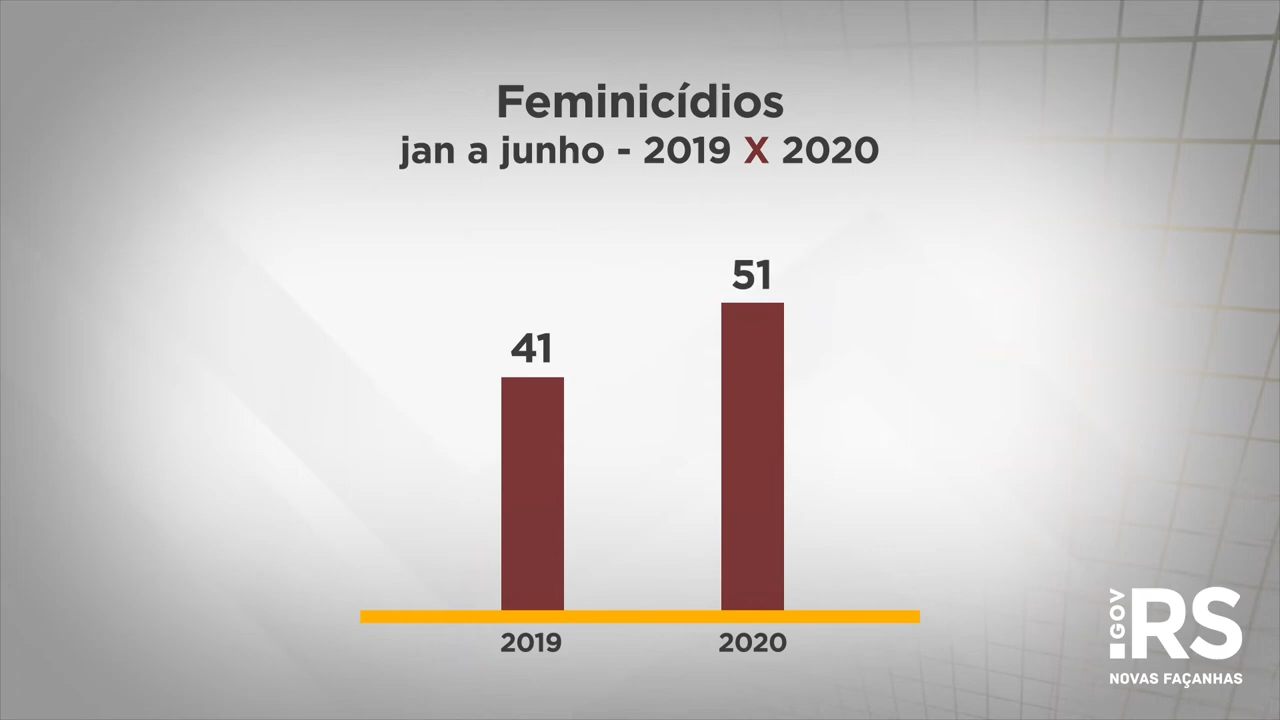 Feminicídios
jan a junho - 2019 X 2020
51
41
2019
2020
.GOV
RS
NOVAS FAÇANHAS